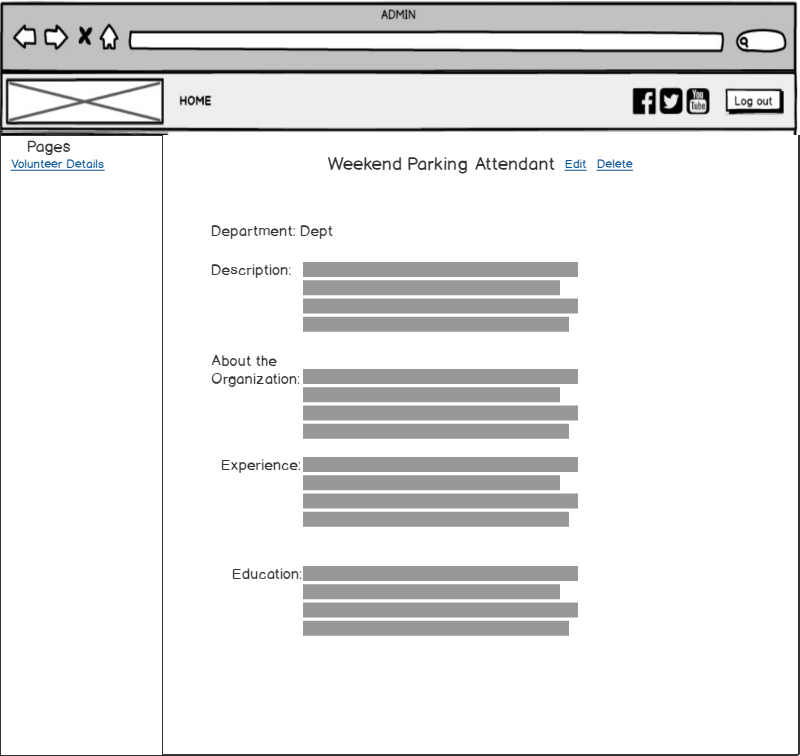 ADMIN
HOME
You
Tube
Log out
Pages
Volunteer Details
Weekend Parking Attendant Edit Delete
Department: Dept
Description:
About the
Organization:
Experience:
Education: